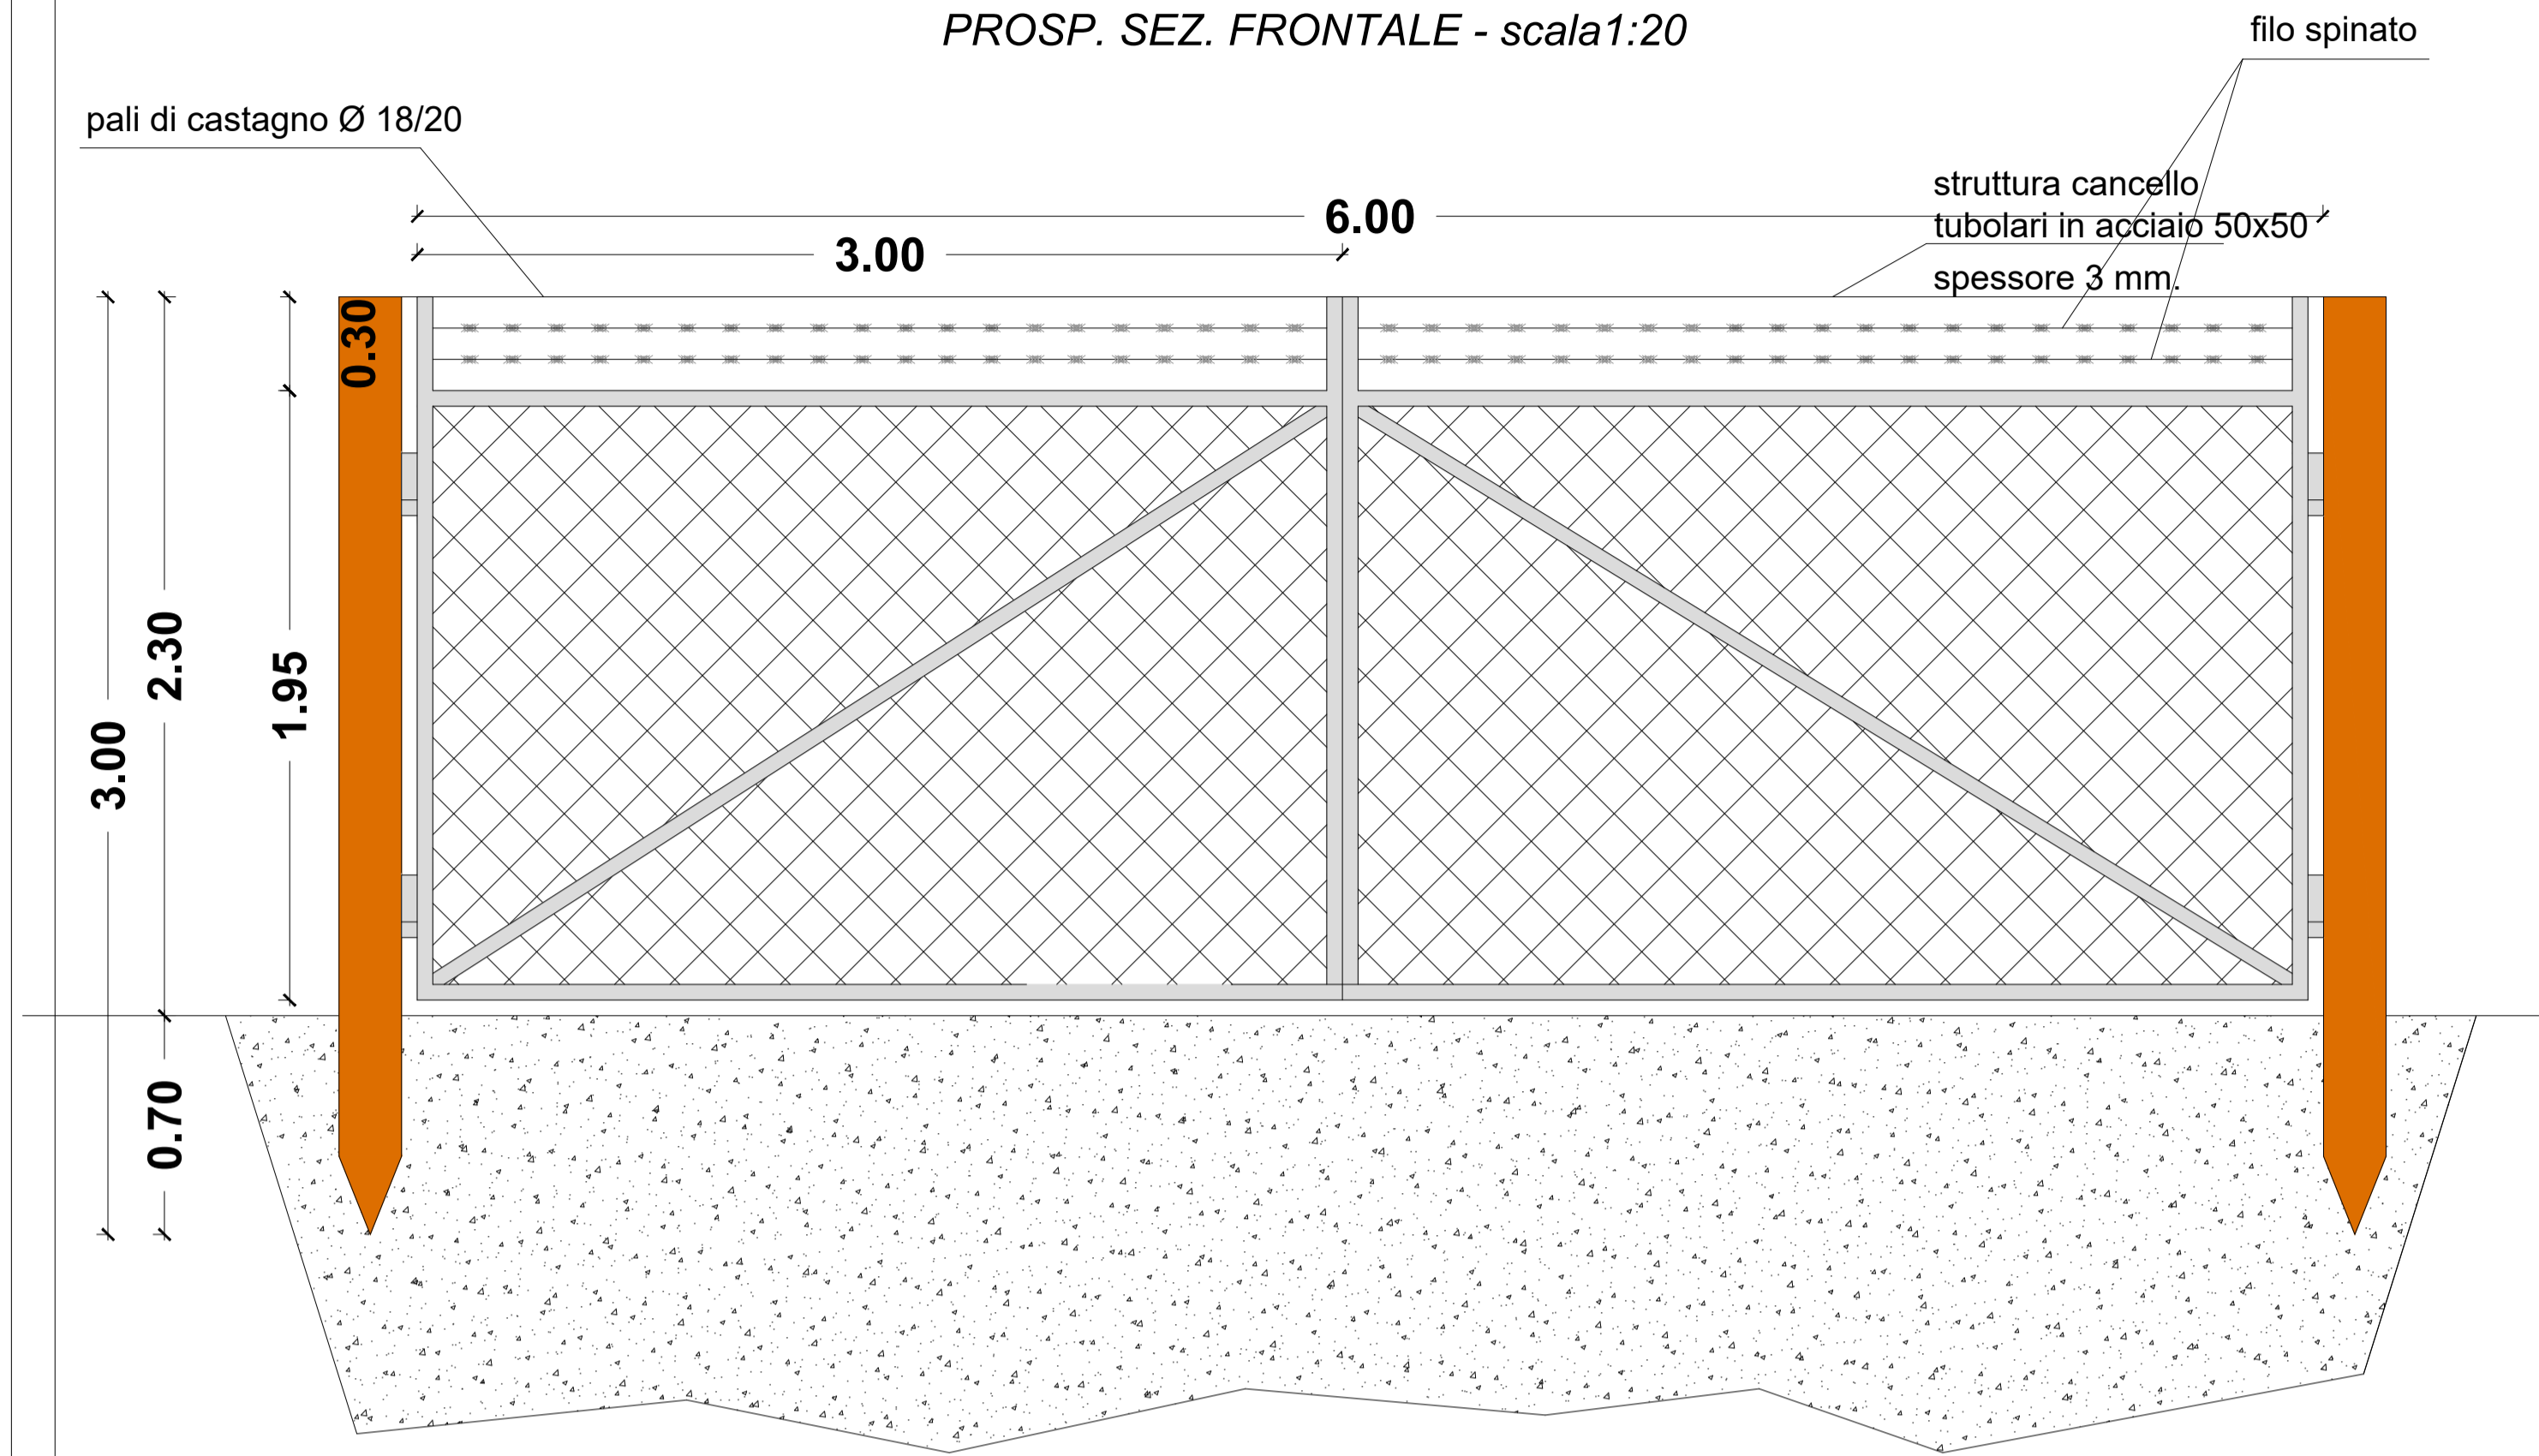 PROSP. SEZ. FRONTALE - scala1:20
filo spinato
pali di castagno Ø 18/20
struttura cancello
tubolari in acciaio 50x50
spessore 3 mm.
6.00
3.00
0.30
2.30
1.95
3.00
0.70